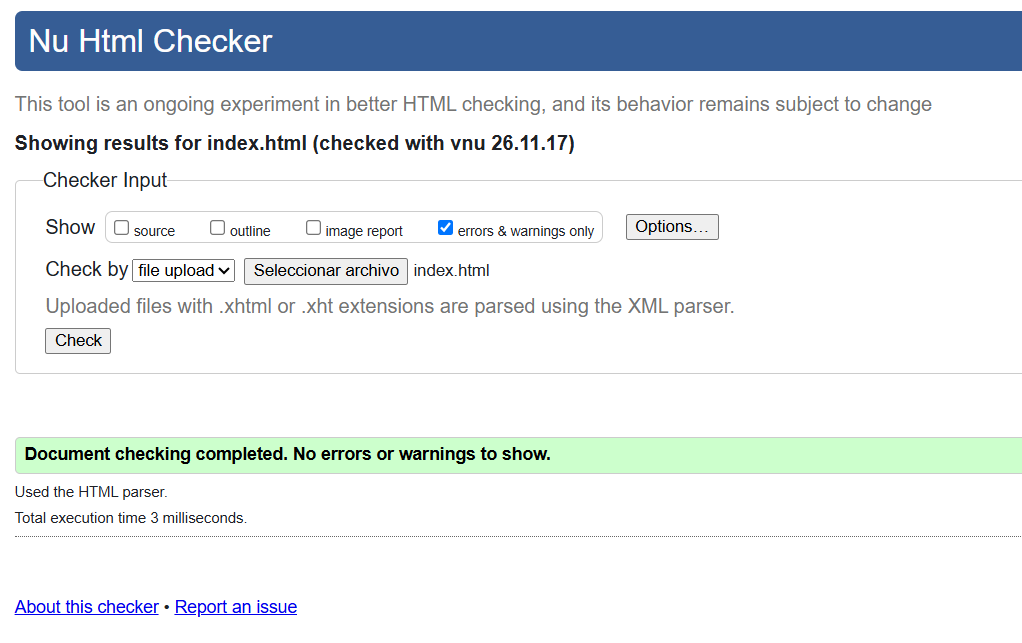 Nu Html Checker
This tool is an ongoing experiment in better HTML checking, and its behavior remains subject to change
Showing results for index.html (checked with vnu 26.11.17)
Checker Input
Show source outline image report errors & warnings only Options...
Check by file upload Seleccionar archivo index.html
Uploaded files with .xhtml or .xht extensions are parsed using the XML parser.
Check
Document checking completed. No errors or warnings to show.
Used the HTML parser.
Total execution time 3 milliseconds.
About this checker • Report an issue